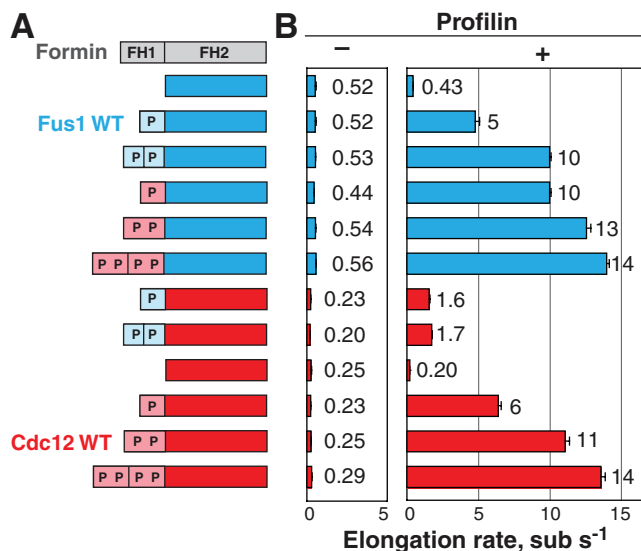 A
B
Profilin
Formin
FH1 FH2
– +
0.52 0.43
Fus1 WT
P
0.52 5
P P
0.53 10
P
0.44 10
P P
0.54 13
P P P P
0.56 14
P
0.23 1.6
P P
0.20 1.7
0.25 0.20
P
0.23 6
Cdc12 WT
P P
0.25 11
P P P P
0.29 14
0 5 0 5 10 15
Elongation rate, sub s⁻¹